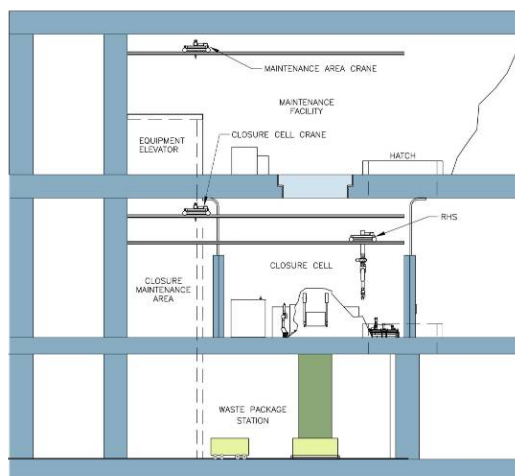 MAINTENANCE AREA CRANE
MAINTENANCE
FACILITY
EQUIPMENT
ELEVATOR
CLOSURE CELL CRANE
HATCH
RHS
CLOSURE
MAINTENANCE
AREA
CLOSURE CELL
WASTE PACKAGE
STATION